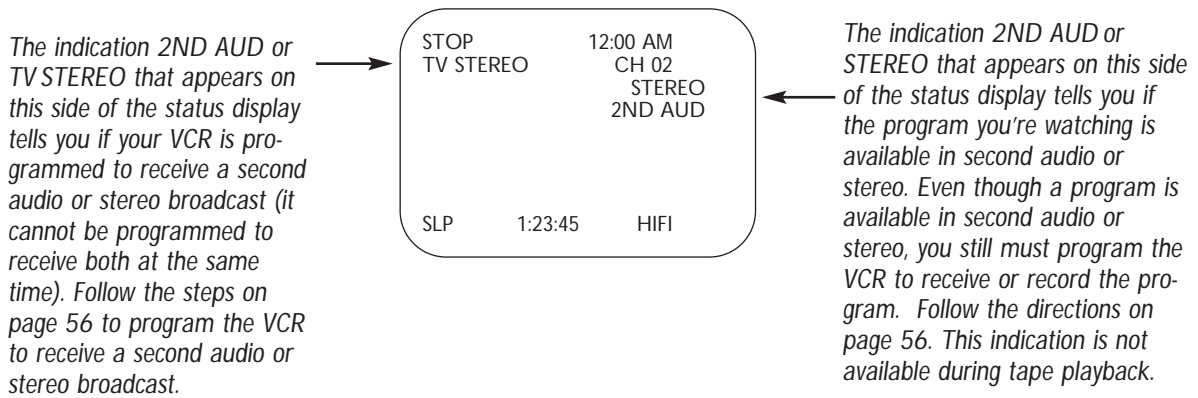 The indication 2ND AUD or
TV STEREO that appears on
this side of the status display
tells you if your VCR is pro-
grammed to receive a second
audio or stereo broadcast (it
cannot be programmed to
receive both at the same
time). Follow the steps on
page 56 to program the VCR
to receive a second audio or
stereo broadcast.
STOP 12:00 AM
TV STEREO CH 02
STEREO
2ND AUD
SLP 1:23:45 HIFI
The indication 2ND AUD or
STEREO that appears on this side
of the status display tells you if
the program you're watching is
available in second audio or
stereo. Even though a program is
available in second audio or
stereo, you still must program the
VCR to receive or record the pro-
gram. Follow the directions on
page 56. This indication is not
available during tape playback.